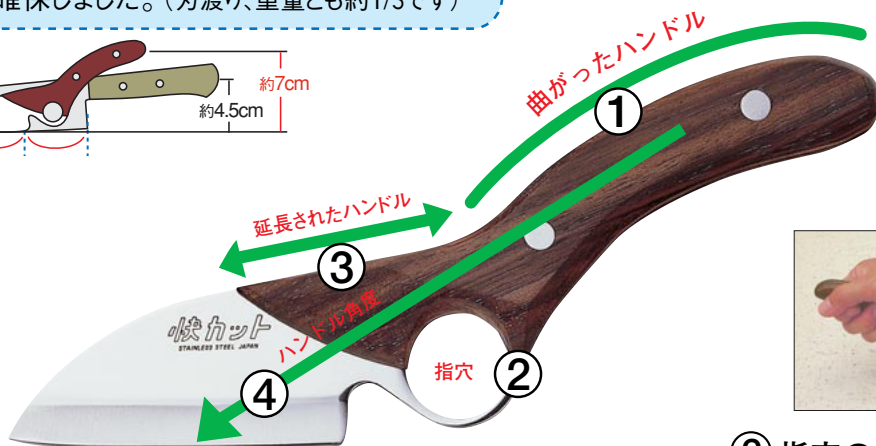 確保しました。（刃渡り、重量とも約1/3です）
約7cm
約4.5cm
曲がったハンドル
①
延長されたハンドル
③
快カット
STAINLESS STEEL JAPAN
ハンドル角度
④
指穴
②